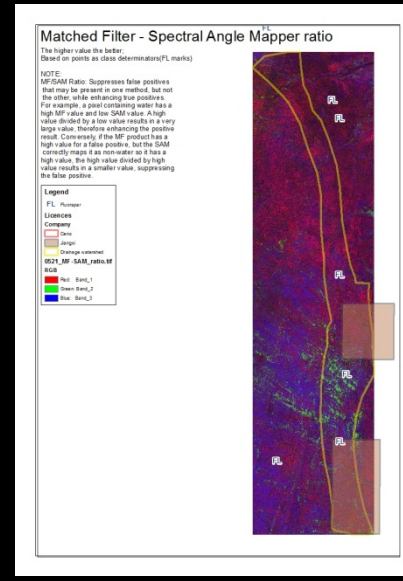 FL
Matched Filter - Spectral Angle Mapper ratio
The higher value the better;
Based on points as class determinators(FL marks)
NOTE:
MF/SAM Ratio: Suppresses false positives
that may be present in one method, but not
the other, while enhancing true positives.
For example, a pixel containing water has a
high MF value and low SAM value. A high
value divided by a low value results in a very
large value, therefore enhancing the positive
result. Conversely, if the MF product has a
high value for a false positive, but the SAM
correctly maps it as non-water so it has a
high value, the high value divided by high
value results in a smaller value, suppressing
the false positive.
Legend
FL
Licences
Company
Drainage watershed
0521_MF-SAM_ratio.tif
RGB
Red: Band_1
Green: Band_2
Blue: Band_3
FL
FL
FL
FL
FL
FL